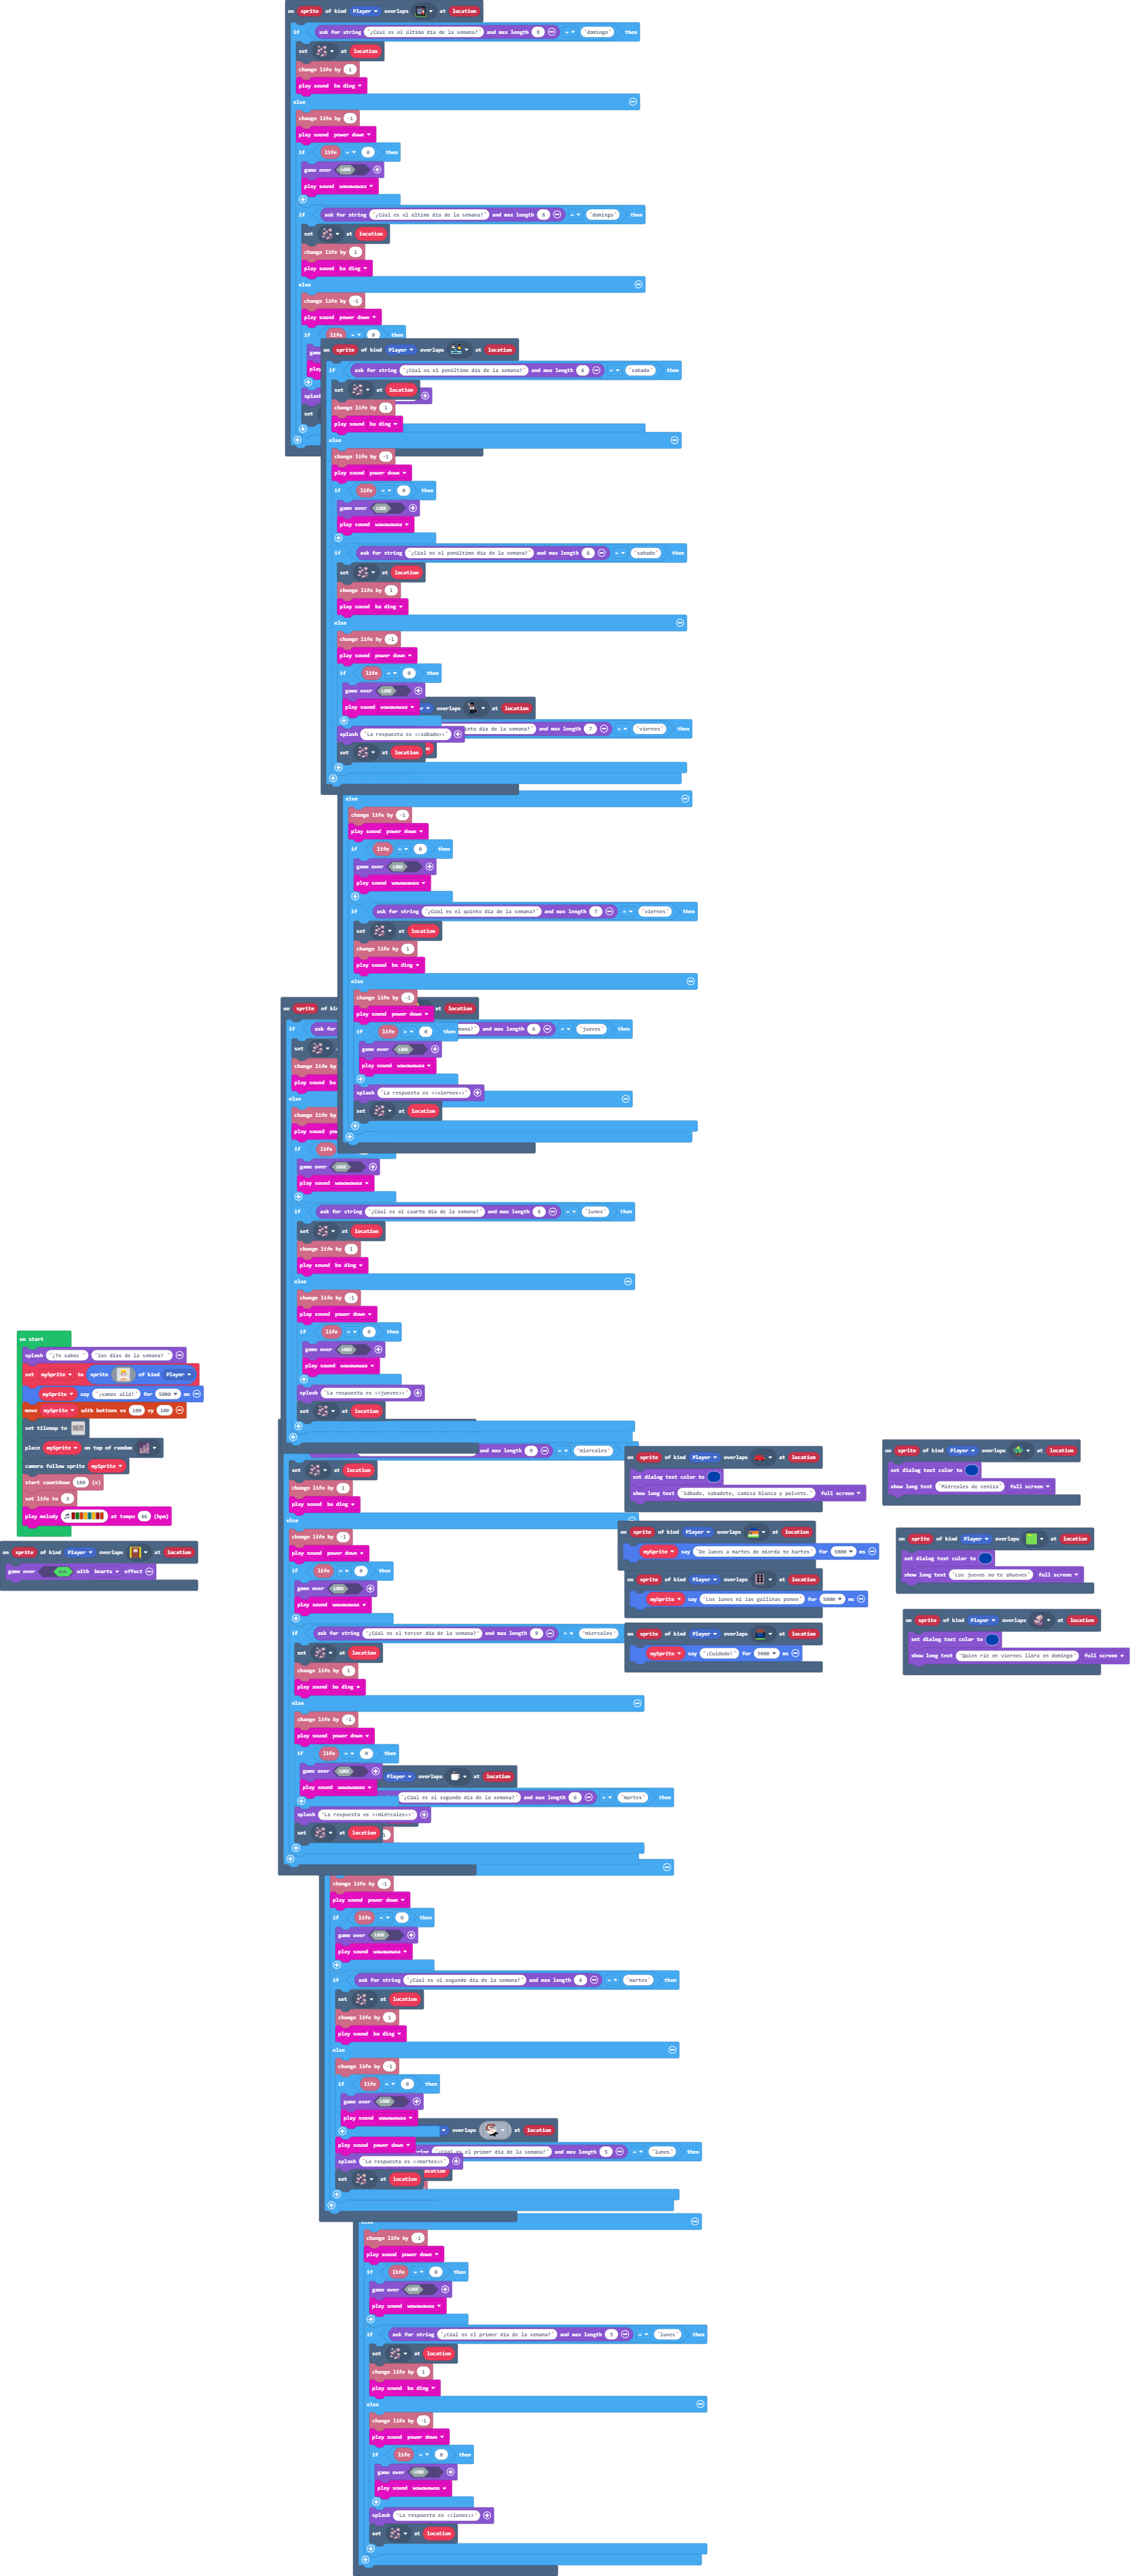 on sprite of kind Player overlaps at location
if ask for string "¿Cúal es el último día de la semana?" and max length 8 = "domingo" then
set at location
change life by 1
play sound ba ding
else
change life by -1
play sound power down
if life = 0 then
game over LOSE
play sound wawawawaa
if ask for string "¿Cúal es el último día de la semana?" and max length 8 = "domingo" then
set at location
change life by 1
play sound ba ding
else
change life by -1
play sound power down
if life = 0 then
splash
set
on sprite of kind Player overlaps at location
if ask for string "¿Cúal es el penúltimo día de la semana?" and max length 6 = "sabado" then
set at location
change life by 1
play sound ba ding
else
change life by -1
play sound power down
if life = 0 then
game over LOSE
play sound wawawawaa
if ask for string "¿Cúal es el penúltimo día de la semana?" and max length 6 = "sabado" then
set at location
change life by 1
play sound ba ding
else
change life by -1
play sound power down
if life = 0 then
game over LOSE
play sound wawawawaa
overlaps at location
día de la semana?" and max length 7 = "viernes" then
splash "La respuesta es <<sábado>>"
set at location
else
change life by -1
play sound power down
if life = 0 then
game over LOSE
play sound wawawawaa
if ask for string "¿Cúal es el quinto día de la semana?" and max length 7 = "viernes" then
set at location
change life by 1
play sound ba ding
else
change life by -1
play sound power down
if life = 0 then
game over LOSE
play sound wawawawaa
splash "La respuesta es <<viernes>>"
set at location
on sprite of at location
if ask for and max length 6 = "jueves" then
set
change life by
play sound ba
else
change life by
play sound
if life
game over LOSE
play sound wawawawaa
if ask for string "¿Cúal es el cuarto día de la semana?" and max length 6 = "lunes" then
set at location
change life by 1
play sound ba ding
else
change life by -1
play sound power down
if life = 0 then
game over LOSE
play sound wawawawaa
splash "La respuesta es <<jueves>>"
set at location
on start
splash "¿Te sabes " "los días de la semana? "
set mySprite to sprite of kind Player
mySprite say "¡vamos allá!" for 5000 ms
move mySprite with buttons vx 100 vy 100
set tilemap to
place mySprite on top of random
camera follow sprite mySprite
start countdown 180 (s)
set life to 3
play melody at tempo 66 (bpm)
on sprite of kind Player overlaps at location
game over WIN with hearts effect
and max length 9 = "miercoles"
set at location
change life by 1
play sound ba ding
else
change life by -1
play sound power down
if life = 0 then
game over LOSE
play sound wawawawaa
if ask for string "¿Cúal es el tercer día de la semana?" and max length 9 = "miercoles"
set at location
change life by 1
play sound ba ding
else
change life by -1
play sound power down
if life = 0 then
game over LOSE
play sound wawawawaa
splash "La respuesta es <<miércoles>>"
set at location
on sprite of kind Player overlaps at location
set dialog text color to
show long text "Sábado, sabadete, camisa blanca y polvete." full screen
on sprite of kind Player overlaps at location
mySprite say "De lunes a martes de mierda te hartes" for 5000 ms
on sprite of kind Player overlaps at location
mySprite say "Los lunes ni las gallinas ponen" for 5000 ms
on sprite of kind Player overlaps at location
mySprite say "¡Cuidado!" for 5000 ms
on sprite of kind Player overlaps at location
set dialog text color to
show long text "Miércoles de ceniza" full screen
on sprite of kind Player overlaps at location
set dialog text color to
show long text "Los jueves no te ahueves" full screen
on sprite of kind Player overlaps at location
set dialog text color to
show long text "Quien ríe en viernes llora en domingo" full screen
Player overlaps at location
"¿Cúal es el segundo día de la semana?" and max length 6 = "martes" then
change life by -1
play sound power down
if life = 0 then
game over LOSE
play sound wawawawaa
if ask for string "¿Cúal es el segundo día de la semana?" and max length 6 = "martes" then
set at location
change life by 1
play sound ba ding
else
change life by -1
if life = 0 then
game over LOSE
play sound wawawawaa
play sound power down
splash "La respuesta es <<martes>>"
set at location
overlaps at location
"¿Cúal es el primer día de la semana?" and max length 5 = "lunes" then
location
change life by -1
play sound power down
if life = 0 then
game over LOSE
play sound wawawawaa
if ask for string "¿Cúal es el primer día de la semana?" and max length 5 = "lunes" then
set at location
change life by 1
play sound ba ding
else
change life by -1
play sound power down
if life = 0 then
game over LOSE
play sound wawawawaa
splash "La respuesta es <<lunes>>"
set at location